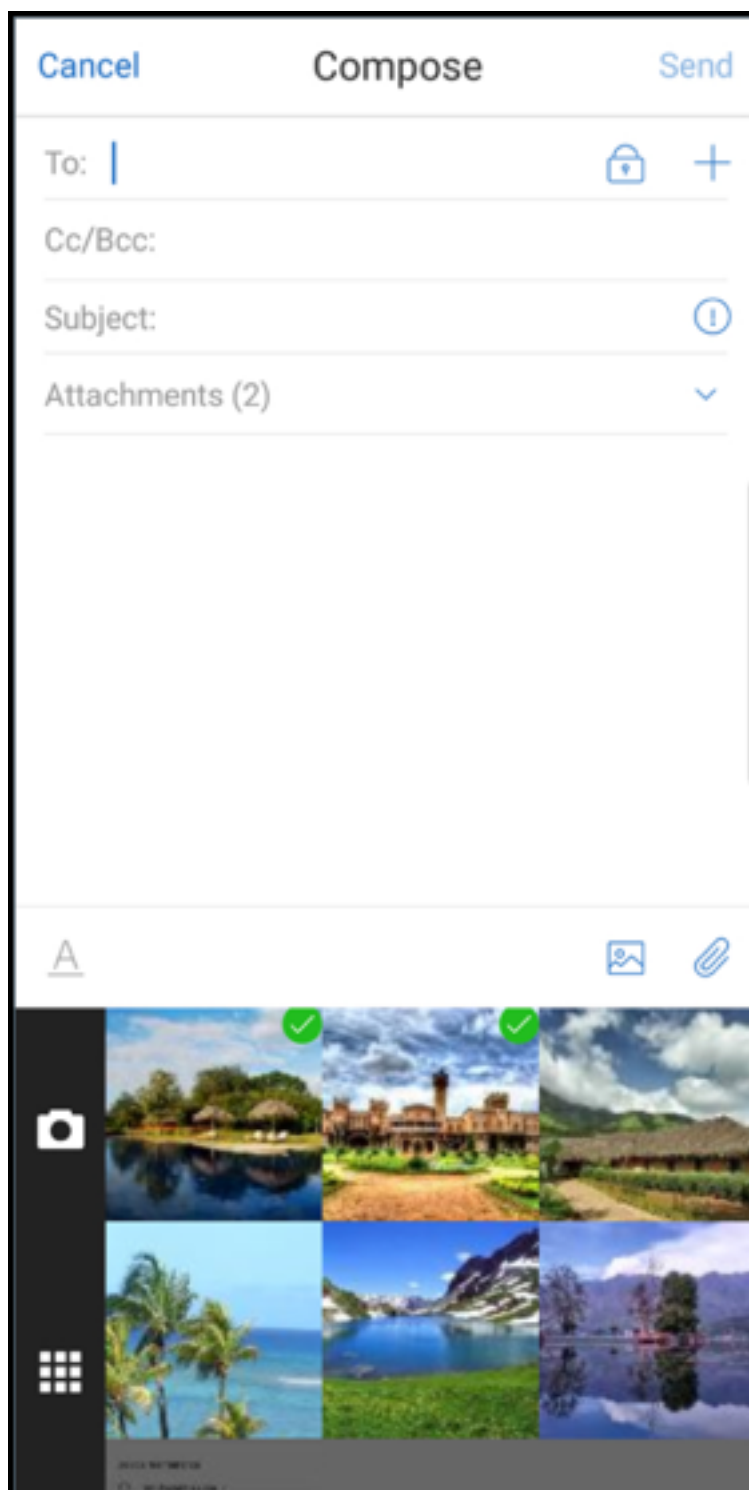 Cancel Compose Send
To:
Cc/Bcc:
Subject:
Attachments (2)
A